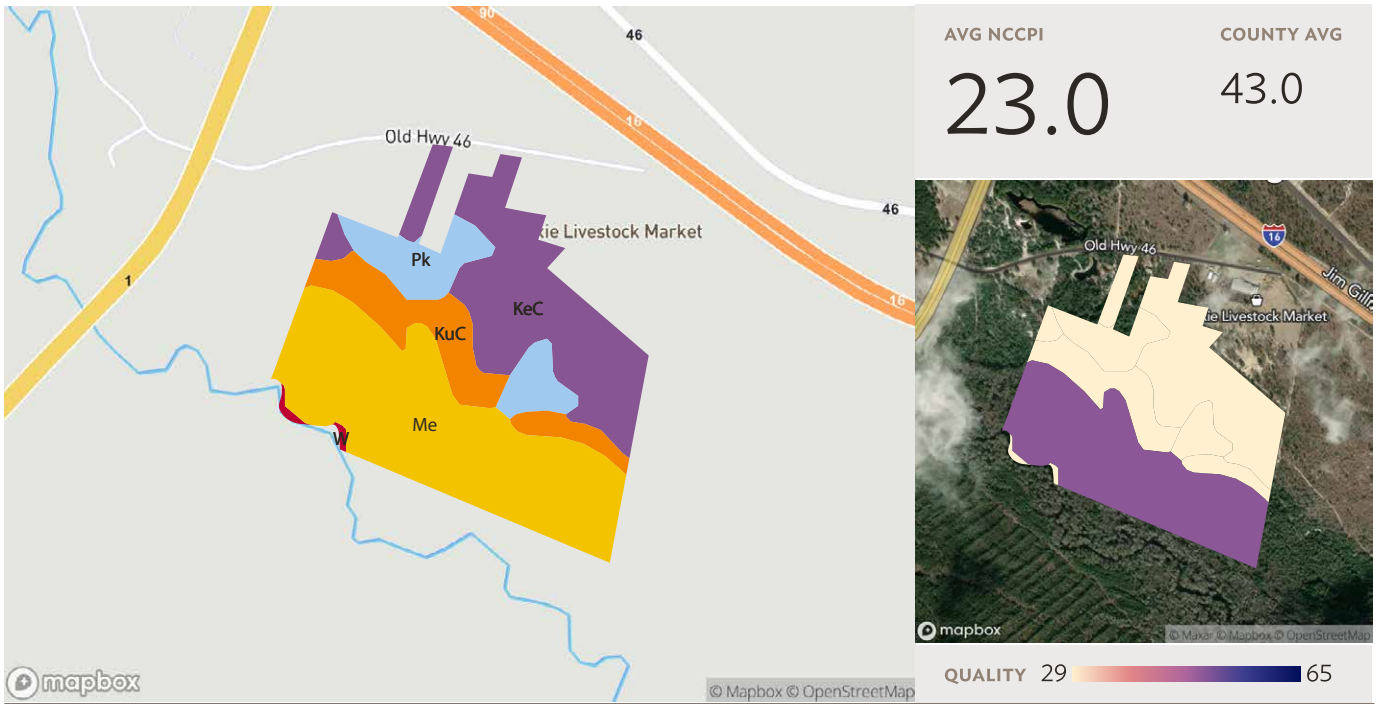 90
46
16
Old Hwy 46
46
kie Livestock Market
Pk
1
16
KeC
KuC
Me
W
mapbox
© Mapbox © OpenStreetMap
AVG NCCPI
COUNTY AVG
23.0
43.0
16
Old Hwy 46
Jim Gillis
kie Livestock Market
mapbox
© Maxar © Mapbox © OpenStreetMap
QUALITY 29 65